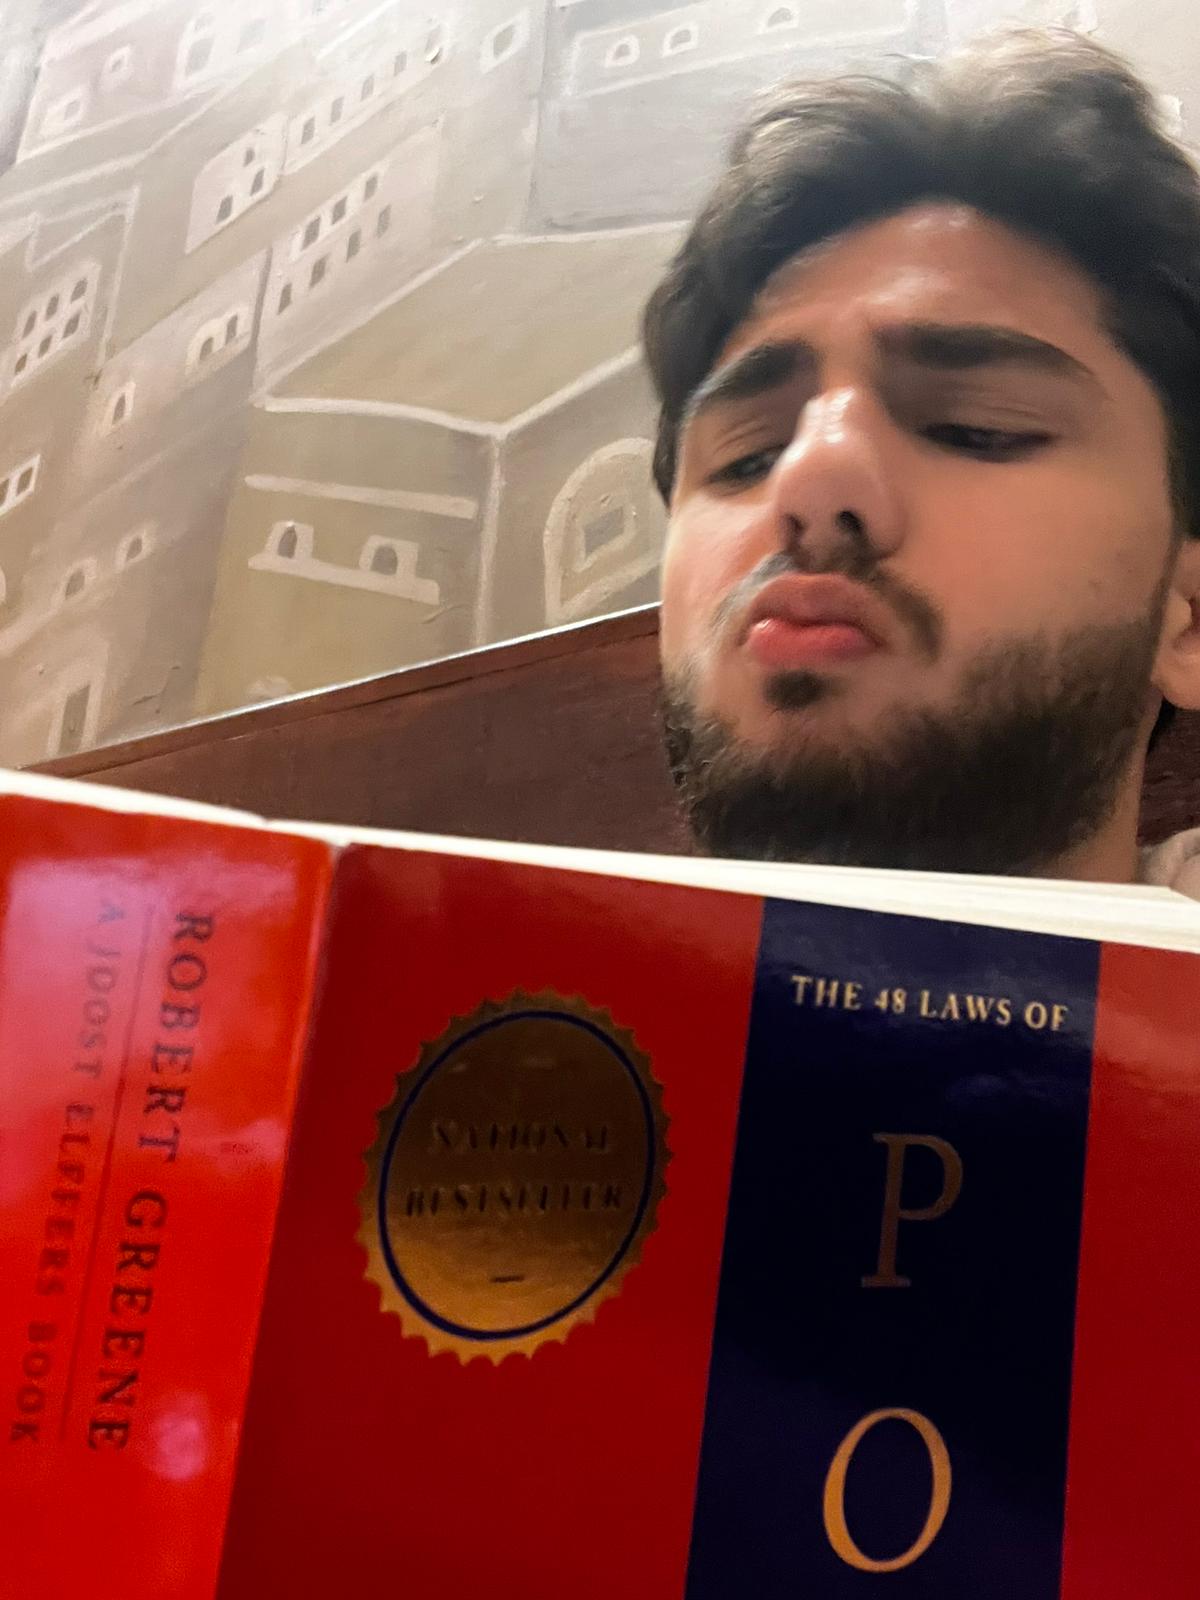 ROBERT GREENE
A JOOST ELFFERS BOOK
NATIONAL
BESTSELLER
THE 48 LAWS OF
P
O